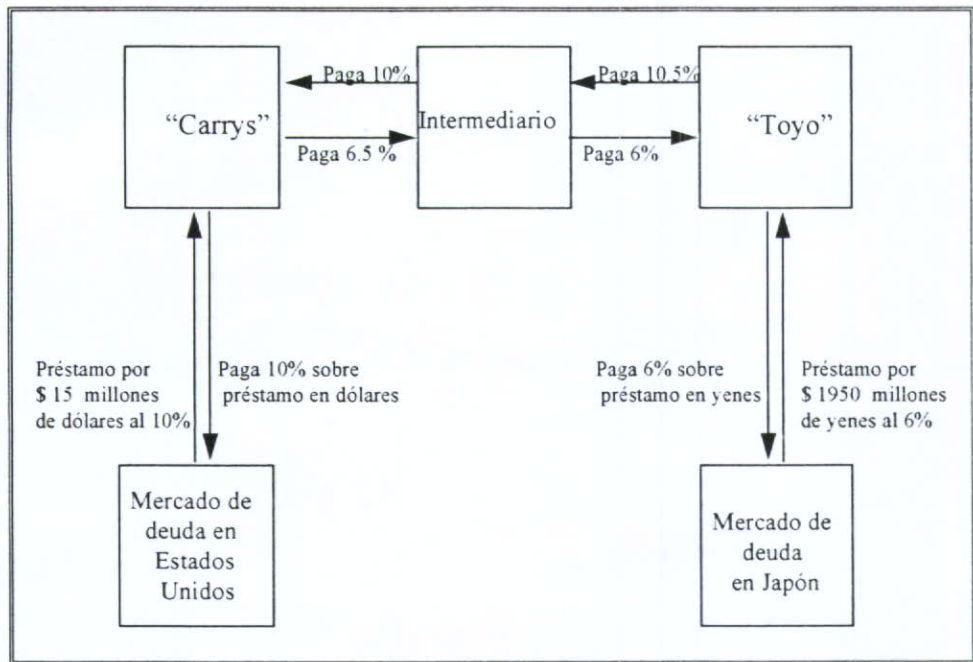 Paga 10%
Paga 10.5%
“Carrys”
Intermediario
“Toyo”
Paga 6.5 %
Paga 6%
Préstamo por
$ 15 millones
de dólares al 10%
Paga 10% sobre
préstamo en dólares
Paga 6% sobre
préstamo en yenes
Préstamo por
$ 1950 millones
de yenes al 6%
Mercado de
deuda en
Estados
Unidos
Mercado de
deuda
en Japón